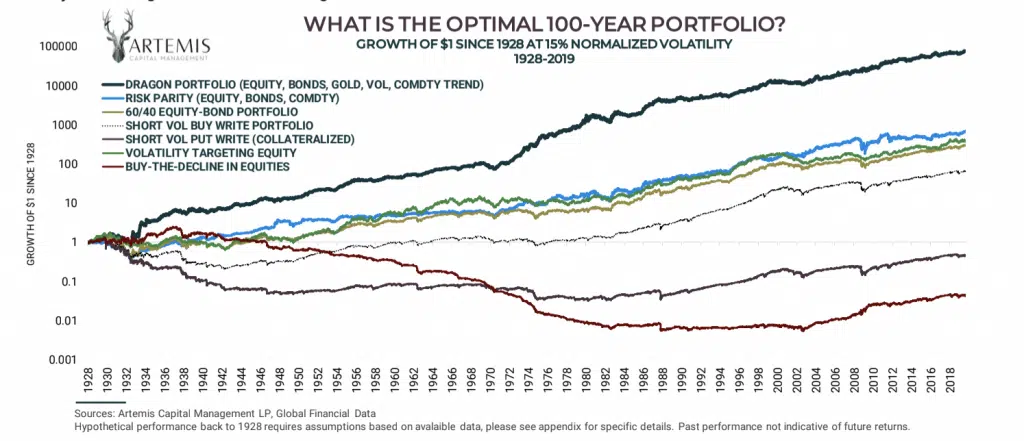 WHAT IS THE OPTIMAL 100-YEAR PORTFOLIO?
GROWTH OF $1 SINCE 1928 AT 15% NORMALIZED VOLATILITY
1928-2019
ARTEMIS
CAPITAL MANAGEMENT
DRAGON PORTFOLIO (EQUITY, BONDS, GOLD, VOL, COMDTY TREND)
RISK PARITY (EQUITY, BONDS, COMDTY)
60/40 EQUITY-BOND PORTFOLIO
SHORT VOL BUY WRITE PORTFOLIO
SHORT VOL PUT WRITE (COLLATERALIZED)
VOLATILITY TARGETING EQUITY
BUY-THE-DECLINE IN EQUITIES
GROWTH OF $1 SINCE 1928
100000
10000
1000
100
10
1
0.1
0.01
0.001
1928 1930 1932 1934 1936 1938 1940 1942 1944 1946 1948 1950 1952 1954 1956 1958 1960 1962 1964 1966 1968 1970 1972 1974 1976 1978 1980 1982 1984 1986 1988 1990 1992 1994 1996 1998 2000 2002 2004 2006 2008 2010 2012 2014 2016 2018
Sources: Artemis Capital Management LP, Global Financial Data
Hypothetical performance back to 1928 requires assumptions based on avalaible data, please see appendix for specific details. Past performance not indicative of future returns.